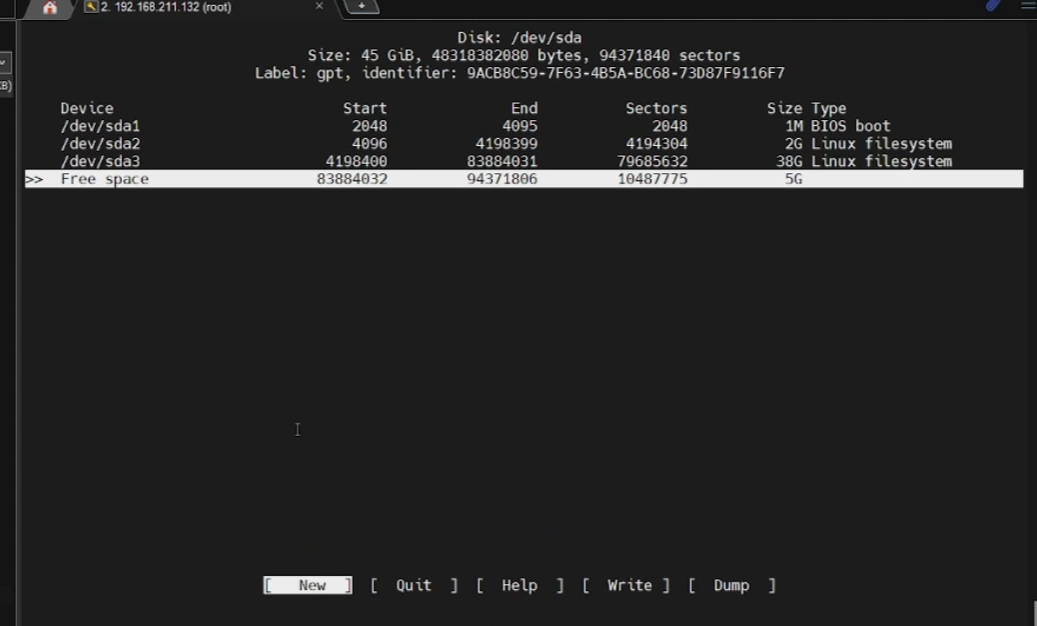 2. 192.168.211.132 (root)
B)
Disk: /dev/sda
Size: 45 GiB, 48318382080 bytes, 94371840 sectors
Label: gpt, identifier: 9ACB8C59-7F63-4B5A-BC68-73D87F9116F7
Device Start End Sectors Size Type
/dev/sda1 2048 4095 2048 1M BIOS boot
/dev/sda2 4096 4198399 4194304 2G Linux filesystem
/dev/sda3 4198400 83884031 79685632 38G Linux filesystem
>> Free space 83884032 94371806 10487775 5G
[ New ] [ Quit ] [ Help ] [ Write ] [ Dump ]